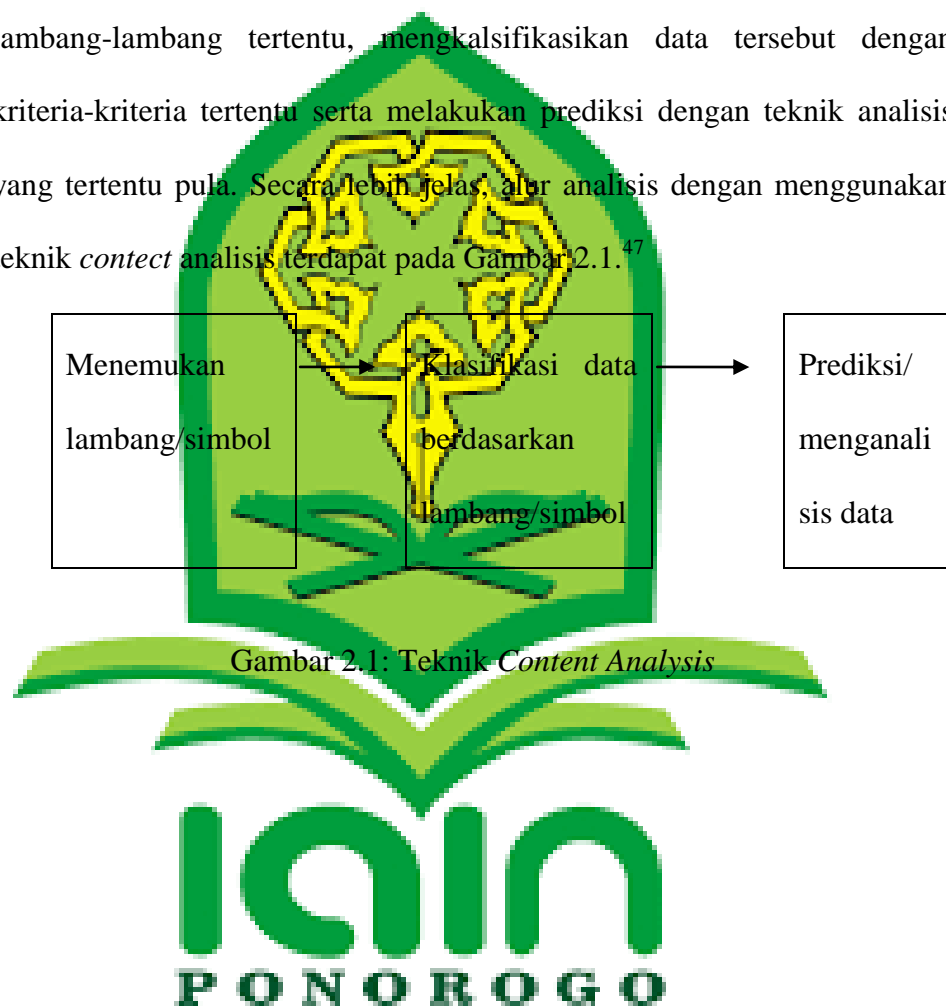 lambang-lambang tertentu, mengkalsifikasikan data tersebut dengan
kriteria-kriteria tertentu serta melakukan prediksi dengan teknik analisis
yang tertentu pula. Secara lebih jelas, alur analisis dengan menggunakan
teknik contect analisis terdapat pada Gambar 2.1.47
Menemukan
lambang/simbol
Klasifikasi data
berdasarkan
lambang/simbol
Prediksi/
menganali
sis data
Gambar 2.1: Teknik Content Analysis
iain
PONOROGO